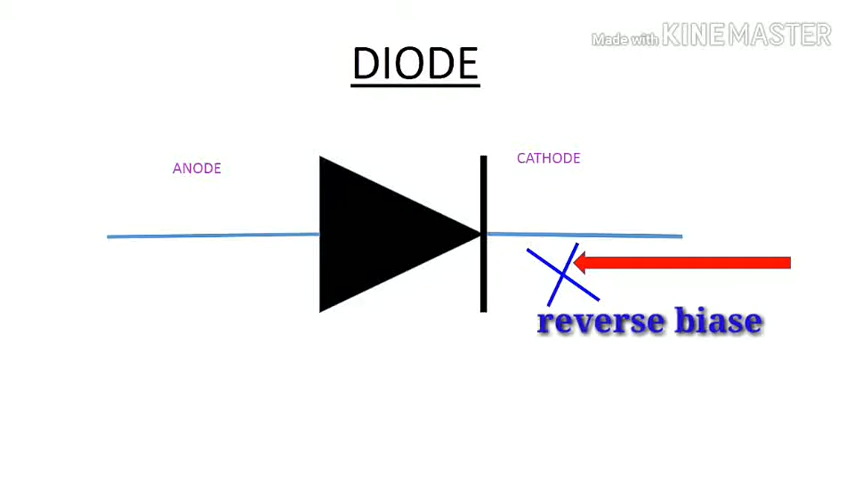 Made with KINEMASTER
DIODE
ANODE
CATHODE
reverse biase